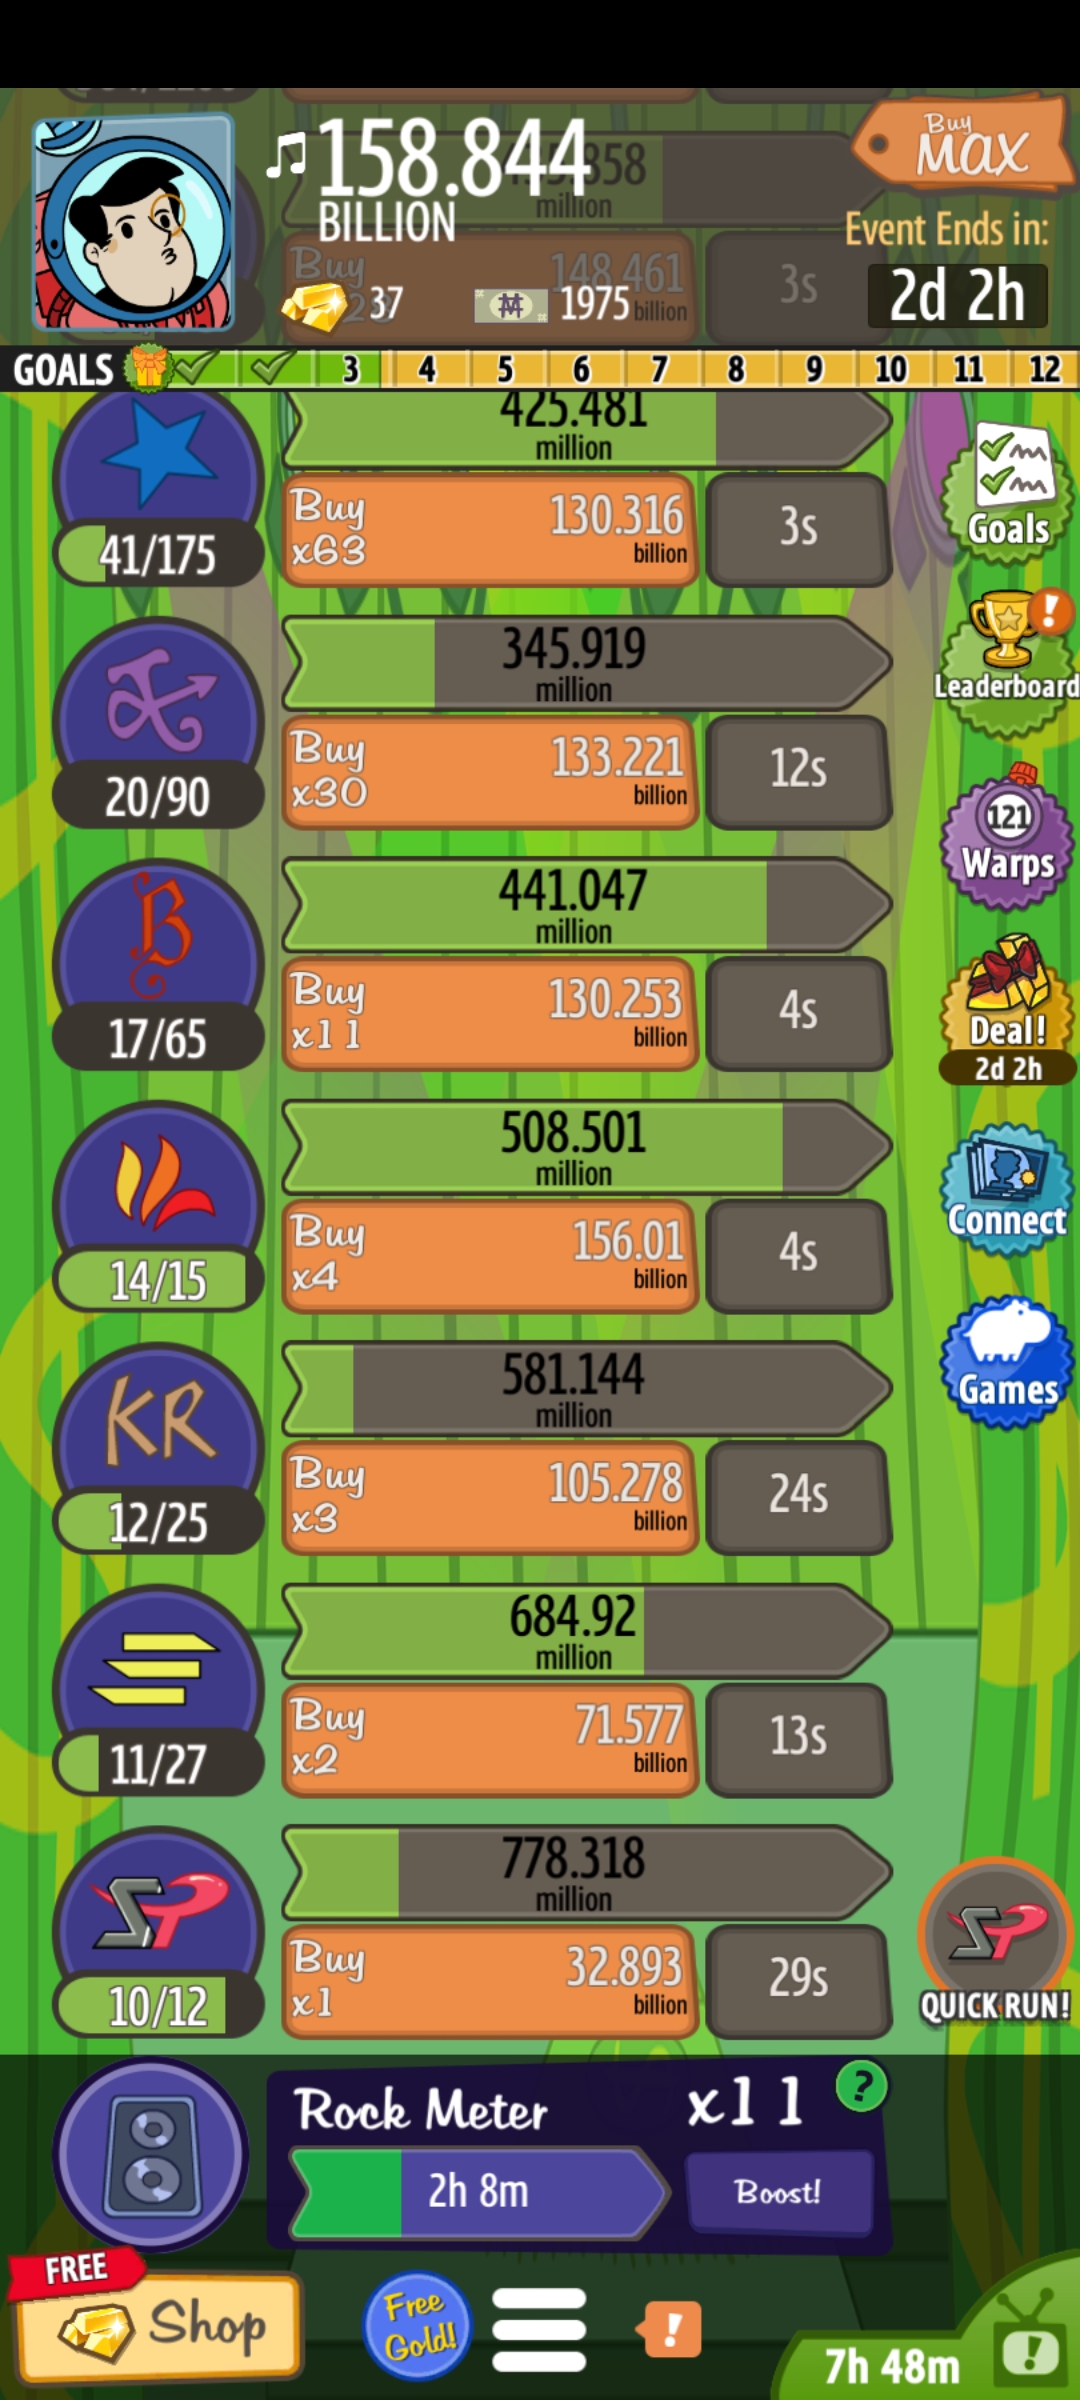 158.844
BILLION
858
million
Buy
MAX
Event Ends in:
2d 2h
Buy
148.461
billion
3s
37
1975
GOALS
3
4
5
6
7
8
9
10
11
12
425.481
million
41/175
Buy
x63
130.316
billion
3s
Goals
345.919
million
20/90
Buy
x30
133.221
billion
12s
Leaderboard
121
Warps
441.047
million
B
17/65
Buy
x11
130.253
billion
4s
Deal!
2d 2h
508.501
million
14/15
Buy
x4
156.01
billion
4s
Connect
581.144
million
KR
12/25
Buy
x3
105.278
billion
24s
Games
684.92
million
11/27
Buy
x2
71.577
billion
13s
778.318
million
SP
10/12
Buy
x1
32.893
billion
29s
SP
QUICK RUN!
Rock Meter
x11
?
2h 8m
Boost!
FREE
Shop
Free
Gold!
!
7h 48m
!